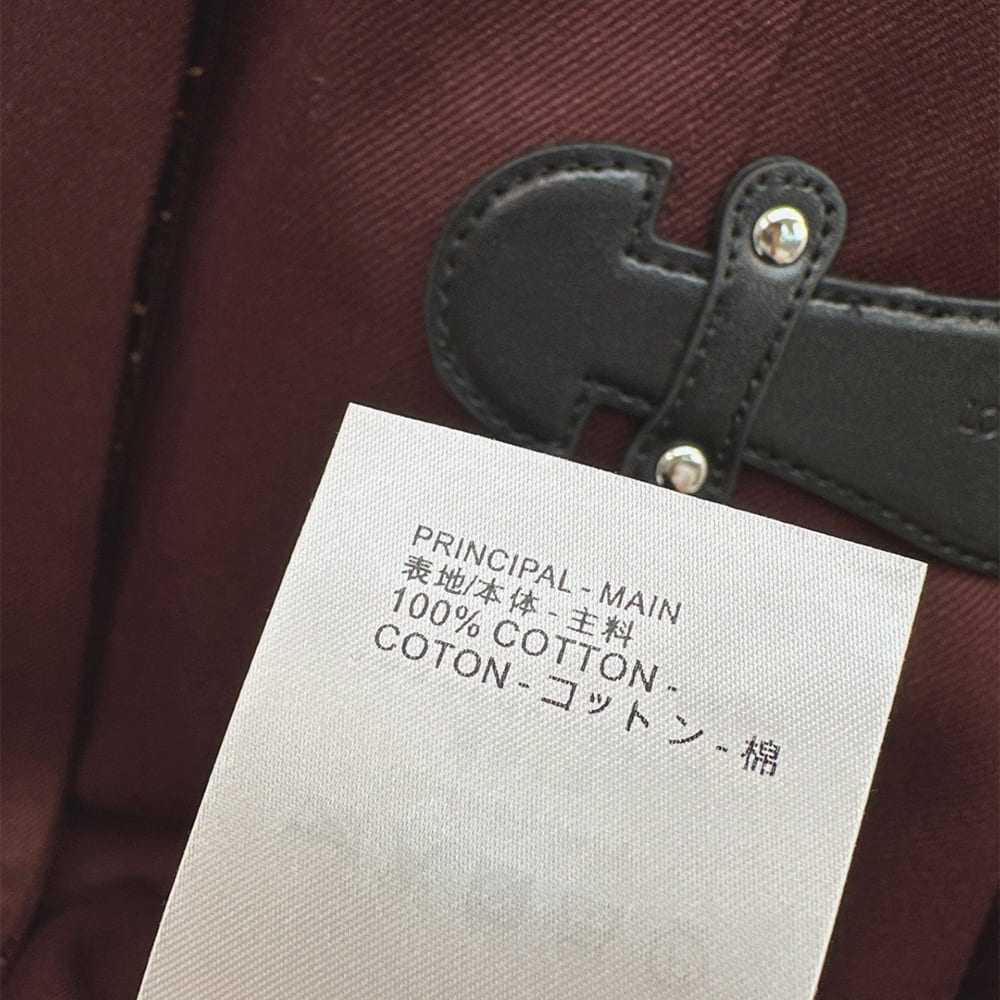 PRINCIPAL - MAIN
表地/本体 - 主料
100% COTTON -
COTON - コットン - 棉